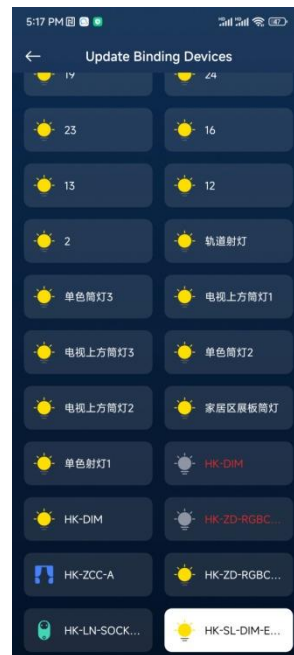 5:17 PM
Update Binding Devices
19
24
23
16
13
12
2
轨道射灯
单色筒灯3
电视上方筒灯1
电视上方筒灯3
单色筒灯2
电视上方筒灯2
家居区展板筒灯
单色射灯1
HK-DIM
HK-DIM
HK-ZD-RGBC...
HK-ZCC-A
HK-ZD-RGBC...
HK-LN-SOCK...
HK-SL-DIM-E...